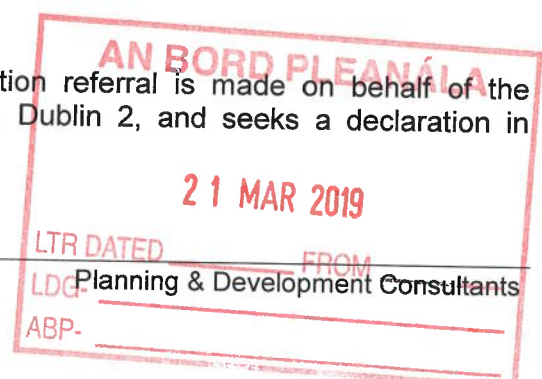 AN BORD PLEANÁLA
tion referral is made on behalf of the
Dublin 2, and seeks a declaration in
21 MAR 2019
LTR DATED FROM
LDG-
Planning & Development Consultants
ABP-